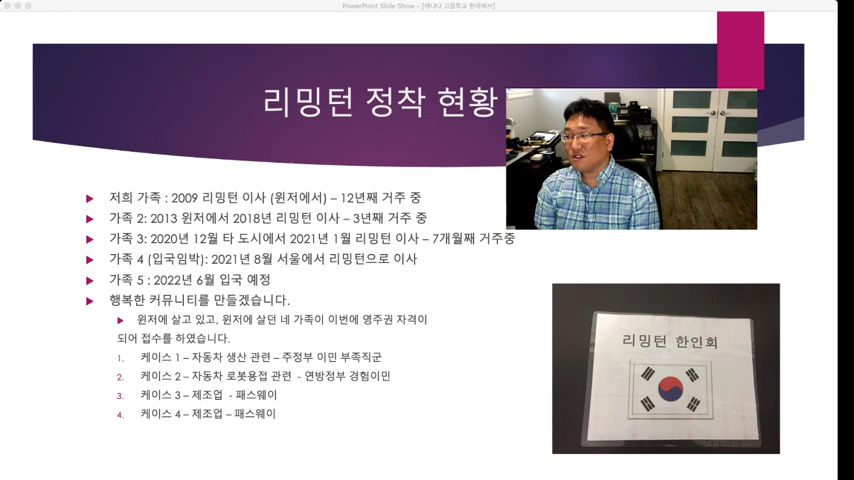 PowerPoint Slide Show – [캐나다 고등학교 한국에서]
리밍턴 정착 현황
저희 가족 : 2009 리밍턴 이사 (윈저에서) – 12년째 거주 중
가족 2: 2013 윈저에서 2018년 리밍턴 이사 – 3년째 거주 중
가족 3: 2020년 12월 타 도시에서 2021년 1월 리밍턴 이사 – 7개월째 거주중
가족 4 (입국임박): 2021년 8월 서울에서 리밍턴으로 이사
가족 5 : 2022년 6월 입국 예정
행복한 커뮤니티를 만들겠습니다.
윈저에 살고 있고, 윈저에 살던 네 가족이 이번에 영주권 자격이
되어 접수를 하였습니다.
1. 케이스 1 – 자동차 생산 관련 – 주정부 이민 부족직군
2. 케이스 2 – 자동차 로봇용접 관련 - 연방정부 경험이민
3. 케이스 3 – 제조업 - 패스웨이
4. 케이스 4 – 제조업 – 패스웨이
리밍턴 한인회